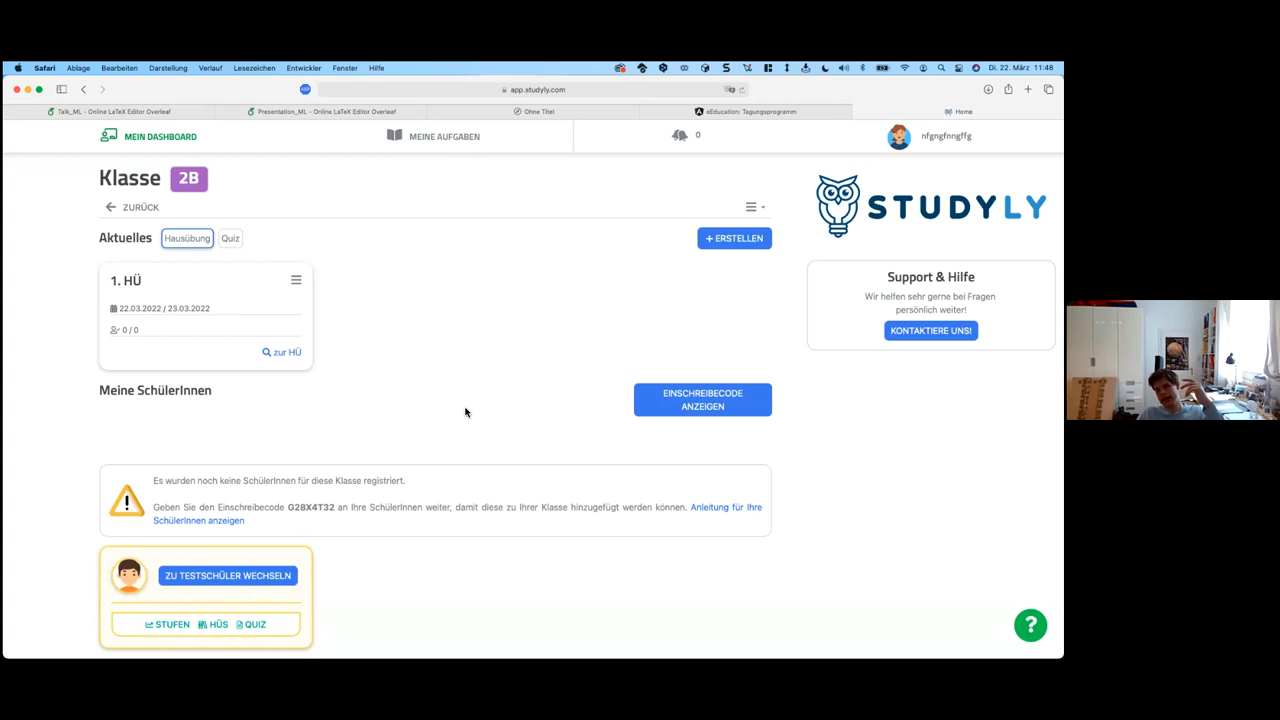 Safari Ablage Bearbeiten Darstellung Verlauf Lesezeichen Entwickler Fenster Hilfe Di. 22. März 11:48
app.studyly.com
Talk_ML - Online LaTeX Editor Overleaf Presentation_ML - Online LaTeX Editor Overleaf Ohne Titel eEducation: Tagungsprogramm Home
MEIN DASHBOARD MEINE AUFGABEN 0 nfgngfnngffg
Klasse 2B
ZURÜCK
STUDYLY
Aktuelles Hausübung Quiz + ERSTELLEN
1. HÜ
22.03.2022 / 23.03.2022
0 / 0
zur HÜ
Support & Hilfe
Wir helfen sehr gerne bei Fragen
persönlich weiter!
KONTAKTIERE UNS!
Meine SchülerInnen
EINSCHREIBECODE
ANZEIGEN
Es wurden noch keine SchülerInnen für diese Klasse registriert.
Geben Sie den Einschreibecode G28X4T32 an Ihre SchülerInnen weiter, damit diese zu Ihrer Klasse hinzugefügt werden können. Anleitung für Ihre
SchülerInnen anzeigen
ZU TESTSCHÜLER WECHSELN
STUFEN HÜS QUIZ
?